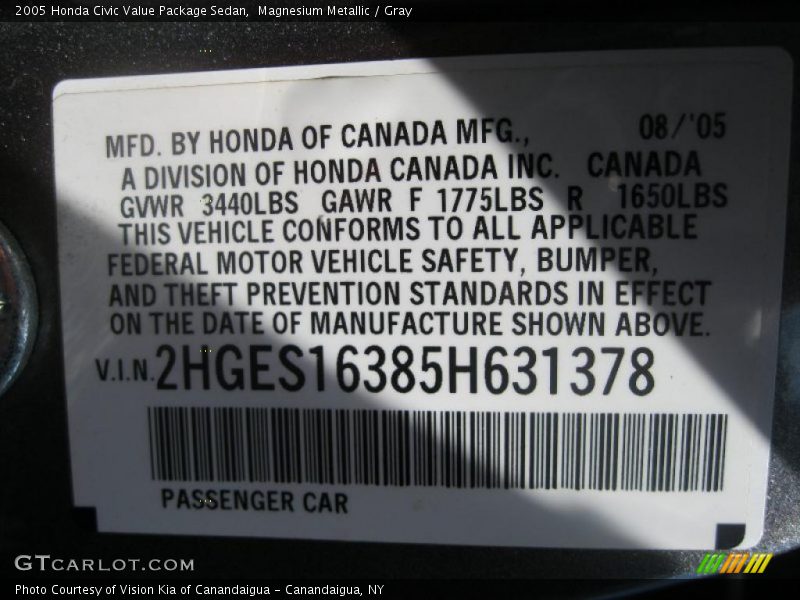 2005 Honda Civic Value Package Sedan, Magnesium Metallic / Gray
08/'05
MFD. BY HONDA OF CANADA MFG.,
A DIVISION OF HONDA CANADA INC. CANADA
GVWR 3440LBS GAWR F 1775LBS R 1650LBS
THIS VEHICLE CONFORMS TO ALL APPLICABLE
FEDERAL MOTOR VEHICLE SAFETY, BUMPER,
AND THEFT PREVENTION STANDARDS IN EFFECT
ON THE DATE OF MANUFACTURE SHOWN ABOVE.
V.I.N. 2HGES16385H631378
PASSENGER CAR
GTCARLOT.COM
Photo Courtesy of Vision Kia of Canandaigua - Canandaigua, NY